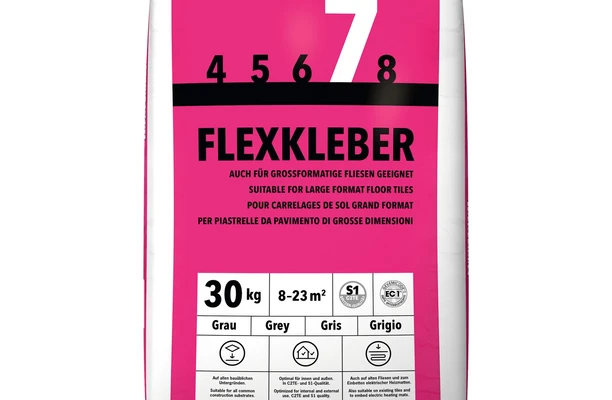 4 5 6 7 8
FLEXKLEBER
AUCH FÜR GROSSFORMATIGE FLIESEN GEEIGNET
SUITABLE FOR LARGE FORMAT FLOOR TILES
POUR CARRELAGES DE SOL GRAND FORMAT
PER PIASTRELLE DA PAVIMENTO DI GROSSE DIMENSIONI
30 kg 8–23 m² S1 C2TE EC 1
Grau Grey Gris Grigio
Auf allen bauüblichen Untergründen.
Suitable for all common construction substrates.
Optimal für innen und außen. In C2TE- und S1-Qualität.
Optimized for internal and external use. C2TE and S1 quality.
Auch auf alten Fliesen und zum Einbetten elektrischer Heizmatten.
Also suitable on existing tiles and to embed electric heating mats.